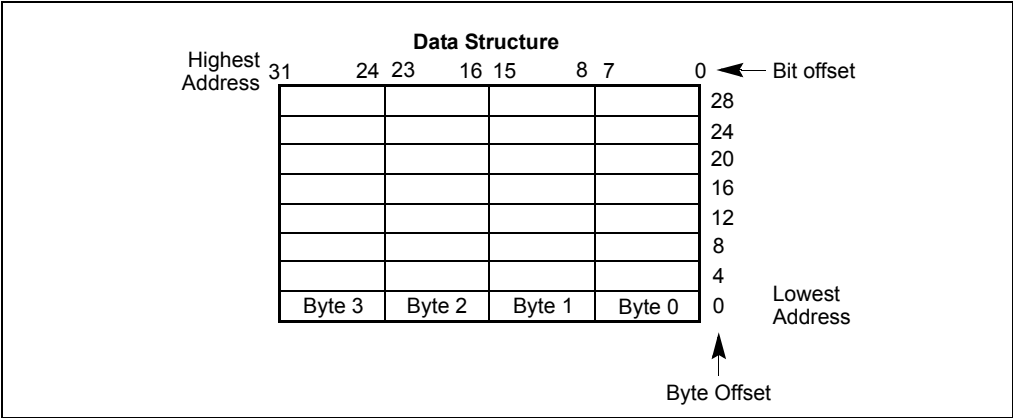 Data Structure
Highest
Address
31 24 23 16 15 8 7 0 Bit offset
28
24
20
16
12
8
4
Byte 3 Byte 2 Byte 1 Byte 0 0
Lowest
Address
Byte Offset